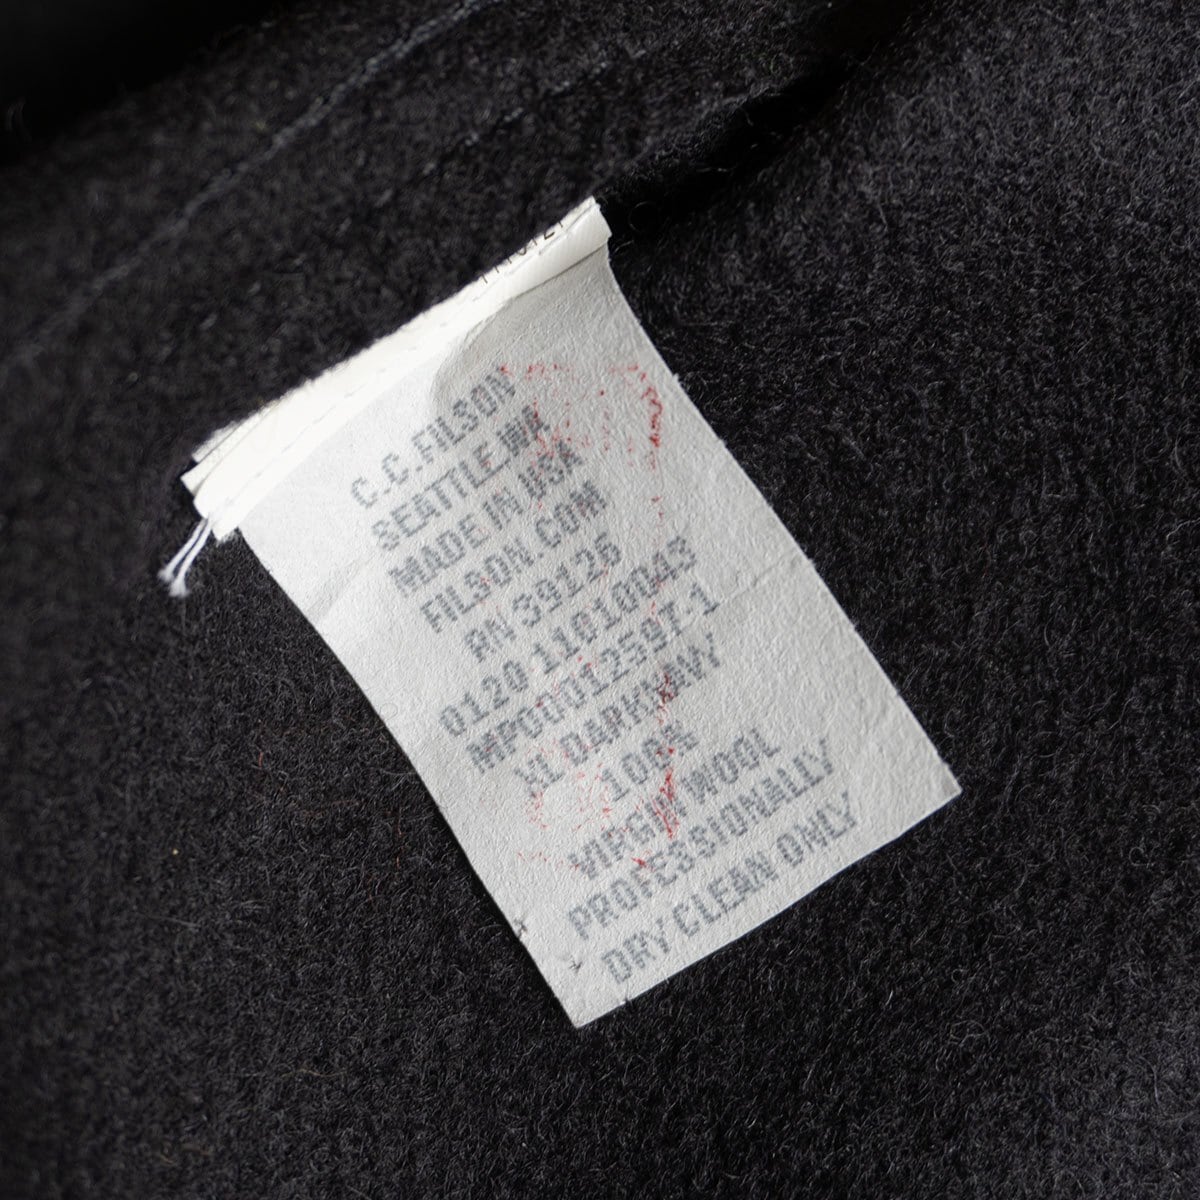 C.C.FILSON
SEATTLE,WA
MADE IN USA
FILSON.COM
RN 39126
0120 11010043
MP00012597-1
XL DARKNAVY
100%
VIRGIN WOOL
PROFESSIONALLY
DRY CLEAN ONLY